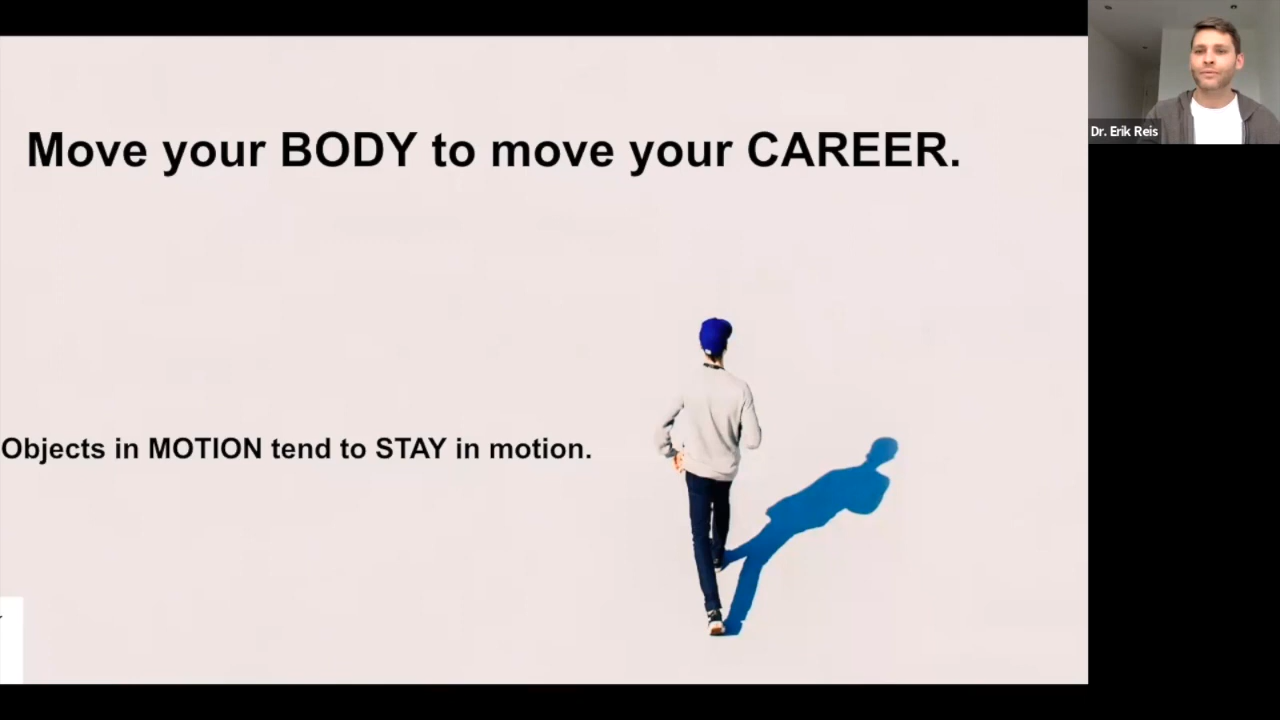 Move your BODY to move your CAREER.
Dr. Erik Reis
Objects in MOTION tend to STAY in motion.